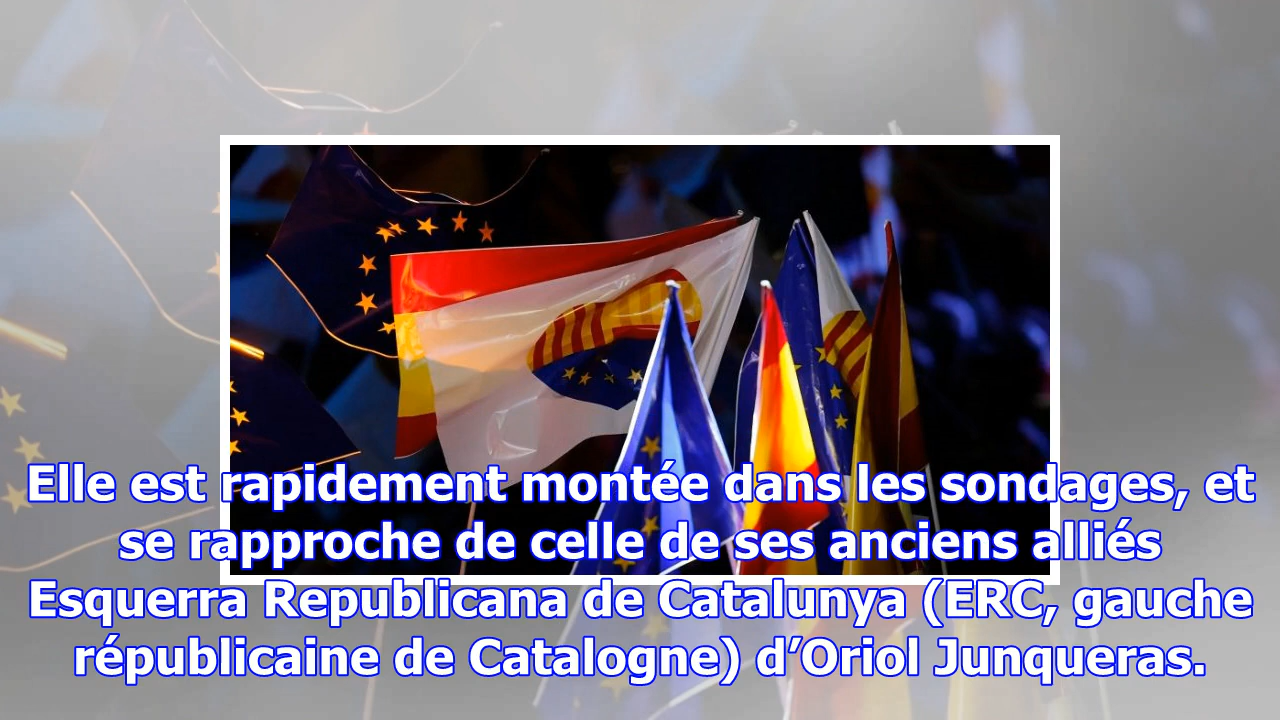 Elle est rapidement montée dans les sondages, et
se rapproche de celle de ses anciens alliés
Esquerra Republicana de Catalunya (ERC, gauche
républicaine de Catalogne) d’Oriol Junqueras.